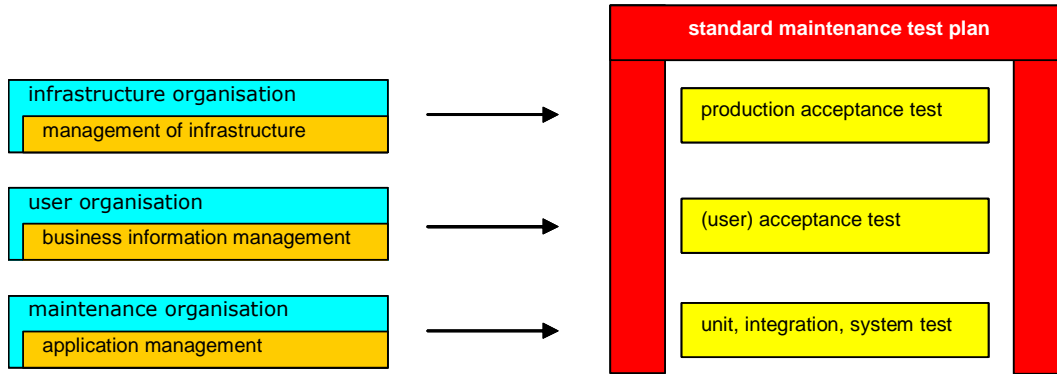 standard maintenance test plan
infrastructure organisation
management of infrastructure
production acceptance test
user organisation
business information management
(user) acceptance test
maintenance organisation
application management
unit, integration, system test